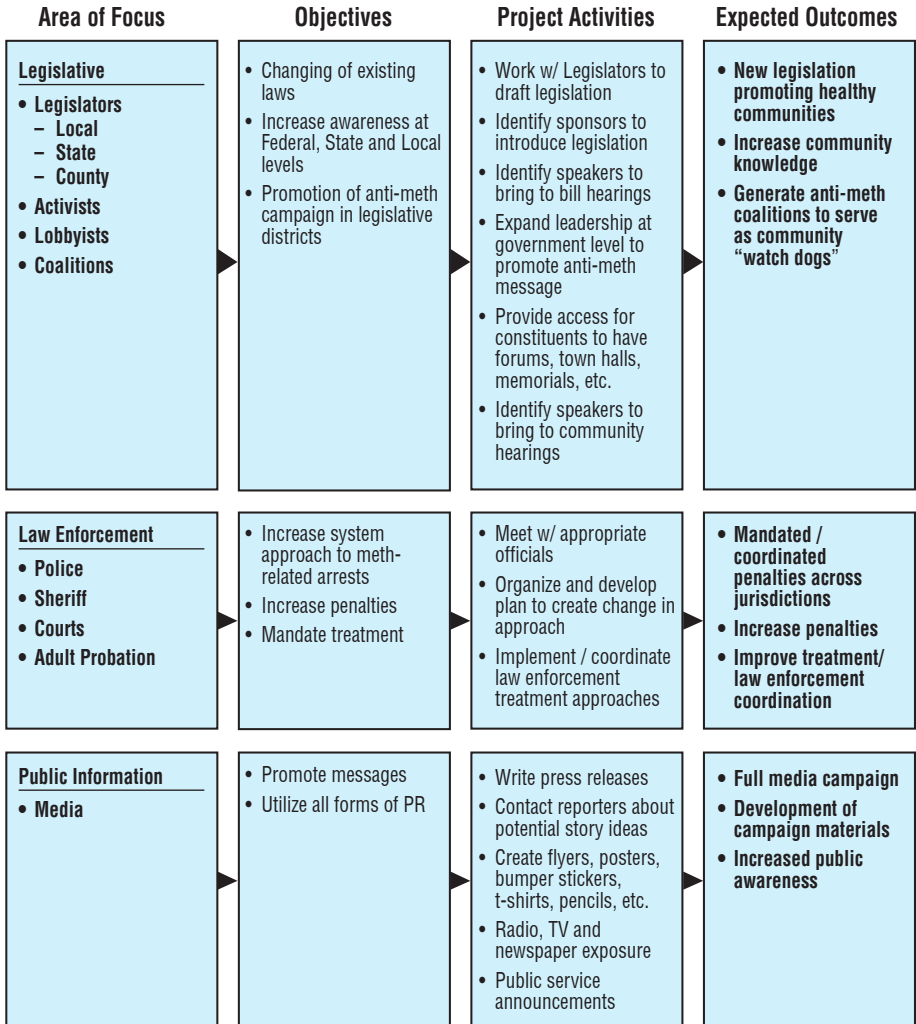 Area of Focus
Objectives
Project Activities
Expected Outcomes
Legislative
• Legislators
– Local
– State
– County
• Activists
• Lobbyists
• Coalitions
• Changing of existing
laws
• Increase awareness at
Federal, State and Local
levels
• Promotion of anti-meth
campaign in legislative
districts
• Work w/ Legislators to
draft legislation
• Identify sponsors to
introduce legislation
• Identify speakers to
bring to bill hearings
• Expand leadership at
government level to
promote anti-meth
message
• Provide access for
constituents to have
forums, town halls,
memorials, etc.
• Identify speakers to
bring to community
hearings
• New legislation
promoting healthy
communities
• Increase community
knowledge
• Generate anti-meth
coalitions to serve
as community
“watch dogs”
Law Enforcement
• Police
• Sheriff
• Courts
• Adult Probation
• Increase system
approach to meth-
related arrests
• Increase penalties
• Mandate treatment
• Meet w/ appropriate
officials
• Organize and develop
plan to create change in
approach
• Implement / coordinate
law enforcement
treatment approaches
• Mandated /
coordinated
penalties across
jurisdictions
• Increase penalties
• Improve treatment/
law enforcement
coordination
Public Information
• Media
• Promote messages
• Utilize all forms of PR
• Write press releases
• Contact reporters about
potential story ideas
• Create flyers, posters,
bumper stickers,
t-shirts, pencils, etc.
• Radio, TV and
newspaper exposure
• Public service
announcements
• Full media campaign
• Development of
campaign materials
• Increased public
awareness